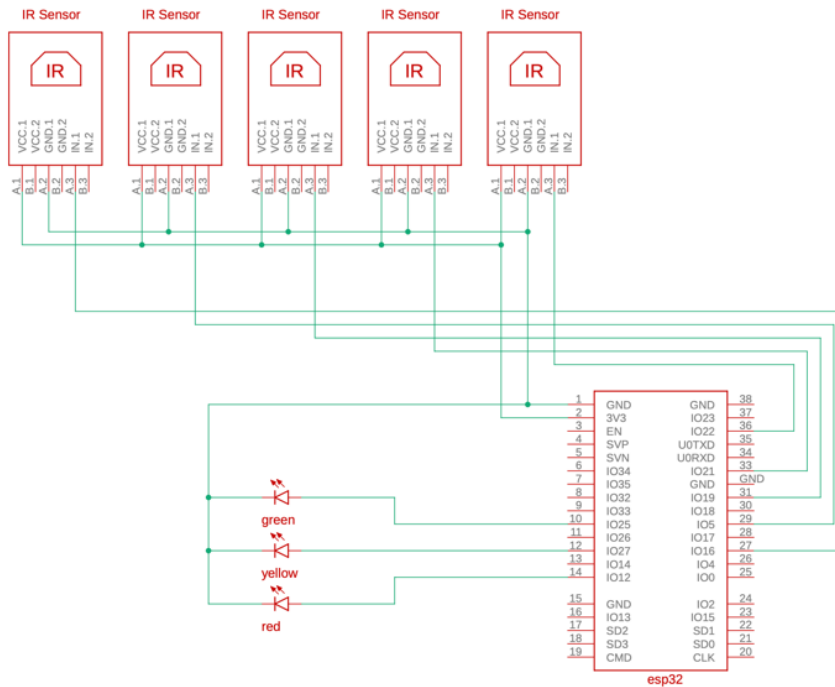 IR Sensor IR Sensor IR Sensor IR Sensor IR Sensor
IR IR IR IR IR
VCC.1 VCC.2 GND.1 GND.2 IN.1 IN.2 VCC.1 VCC.2 GND.1 GND.2 IN.1 IN.2 VCC.1 VCC.2 GND.1 GND.2 IN.1 IN.2 VCC.1 VCC.2 GND.1 GND.2 IN.1 IN.2 VCC.1 VCC.2 GND.1 GND.2 IN.1 IN.2
A.1 B.1 A.2 B.2 A.3 B.3 A.1 B.1 A.2 B.2 A.3 B.3 A.1 B.1 A.2 B.2 A.3 B.3 A.1 B.1 A.2 B.2 A.3 B.3 A.1 B.1 A.2 B.2 A.3 B.3
1 GND GND 38
2 3V3 IO23 37
3 EN IO22 36
4 SVP U0TXD 35
5 SVN U0RXD 34
6 IO34 IO21 33
7 IO35 GND GND
8 IO32 IO19 31
9 IO33 IO18 30
10 IO25 IO5 29
11 IO26 IO17 28
12 IO27 IO16 27
13 IO14 IO4 26
14 IO12 IO0 25
15 GND IO2 24
16 IO13 IO15 23
17 SD2 SD1 22
18 SD3 SD0 21
19 CMD CLK 20
green
yellow
red
esp32